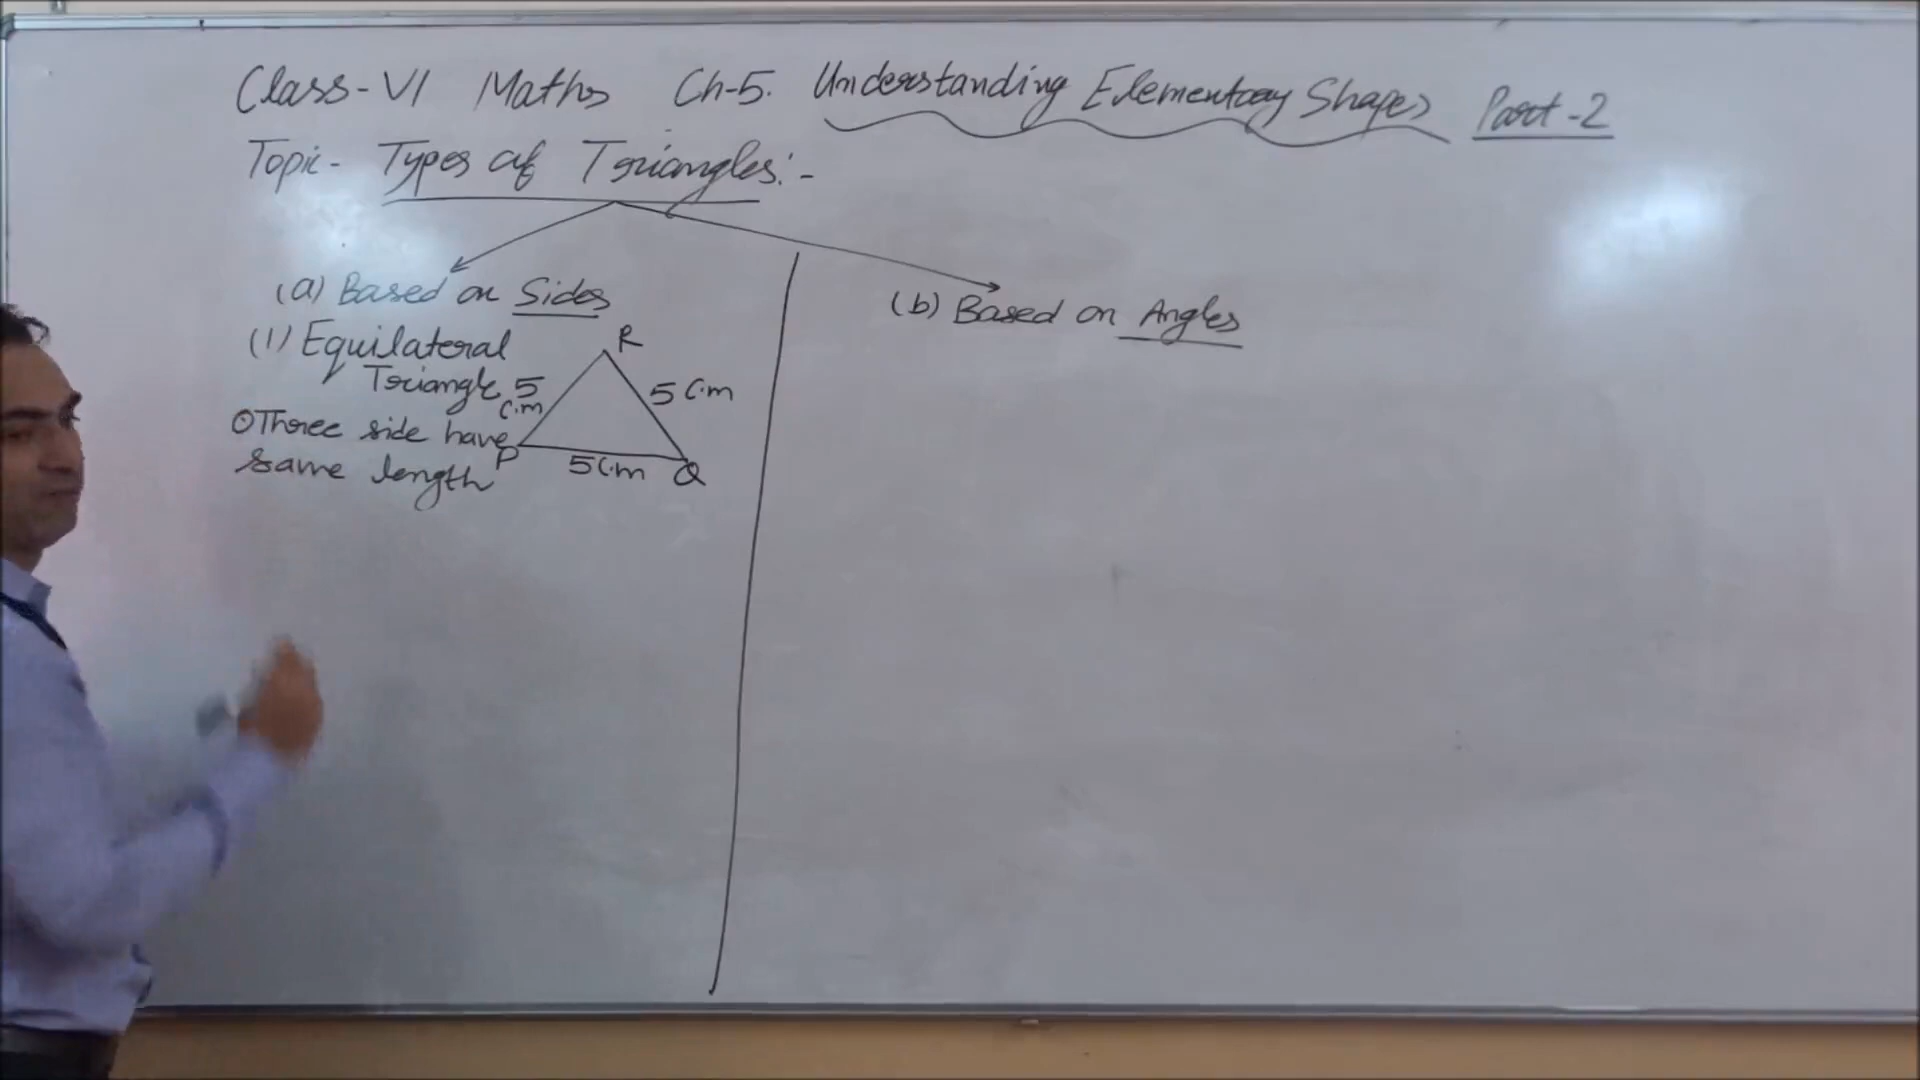 Class-VI Maths Ch-5. Understanding Elementary Shapes Part-2
Topic- Types of Triangles:-
(a) Based on Sides
(b) Based on Angles
(1) Equilateral
Triangle
R
5
C.m
5 C.m
P
5 C.m
Q
Three side have
same length